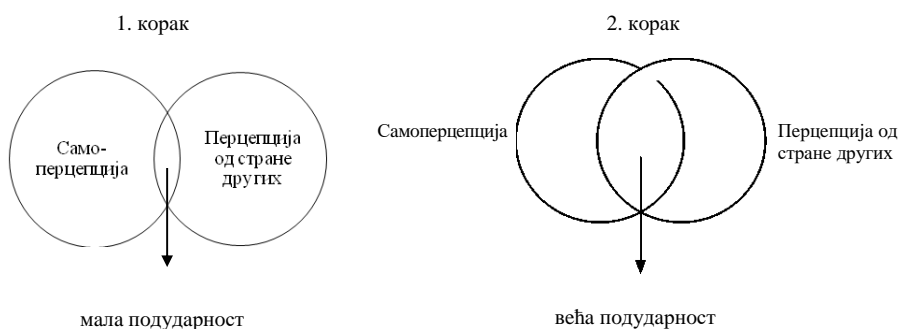 1. корак
Само-
перцепција
Перцепција
од стране
других
мала подударност
2. корак
Самоперцепција
Перцепција од
стране других
већа подударност